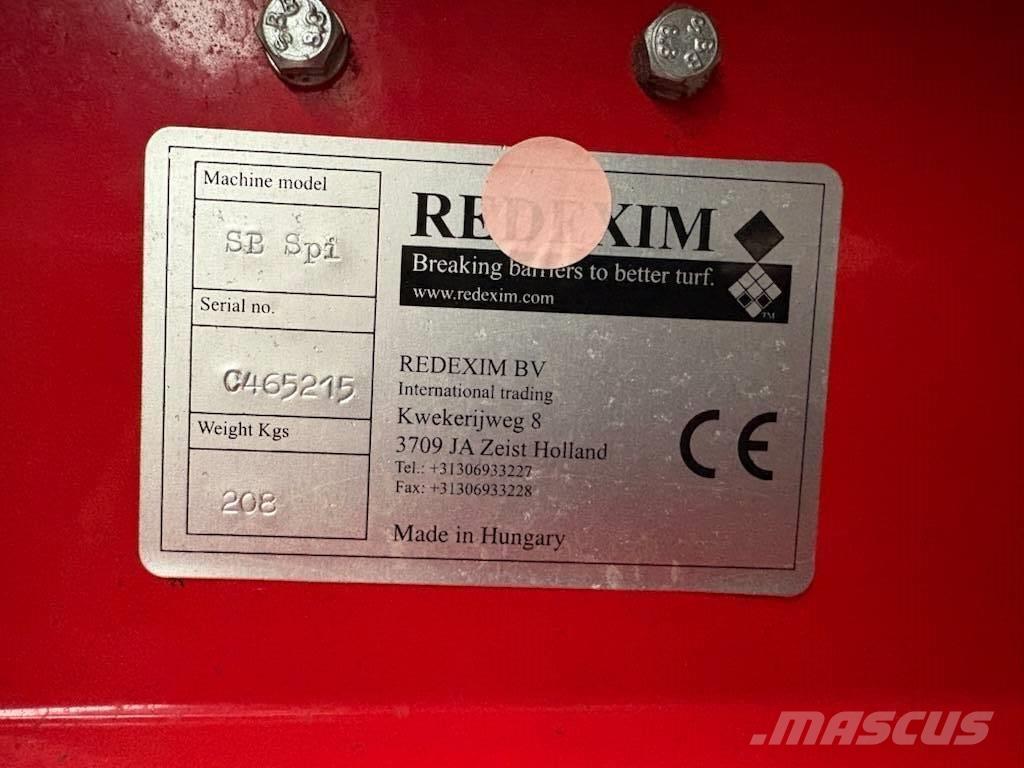 Machine model
SB Spi
Serial no.
C465215
Weight Kgs
208
REDEXIM
Breaking barriers to better turf.
www.redexim.com
TM
REDEXIM BV
International trading
Kwekerijweg 8
3709 JA Zeist Holland
Tel.: +31306933227
Fax: +31306933228
Made in Hungary
CE
.MASCUS